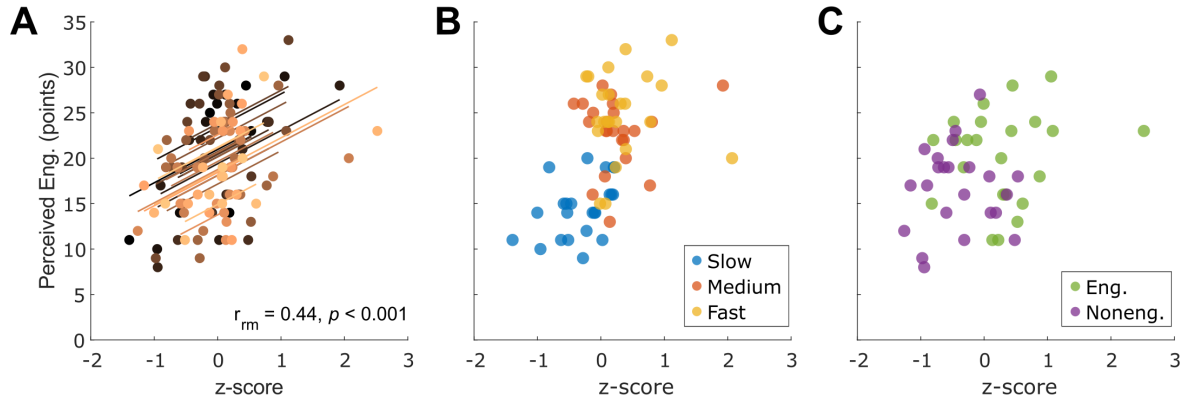 A
B
C
Perceived Eng. (points)
35
30
25
20
15
10
5
0
r_rm = 0.44, p < 0.001
-2 -1 0 1 2 3
z-score
Slow
Medium
Fast
-2 -1 0 1 2 3
z-score
Eng.
Noneng.
-2 -1 0 1 2 3
z-score